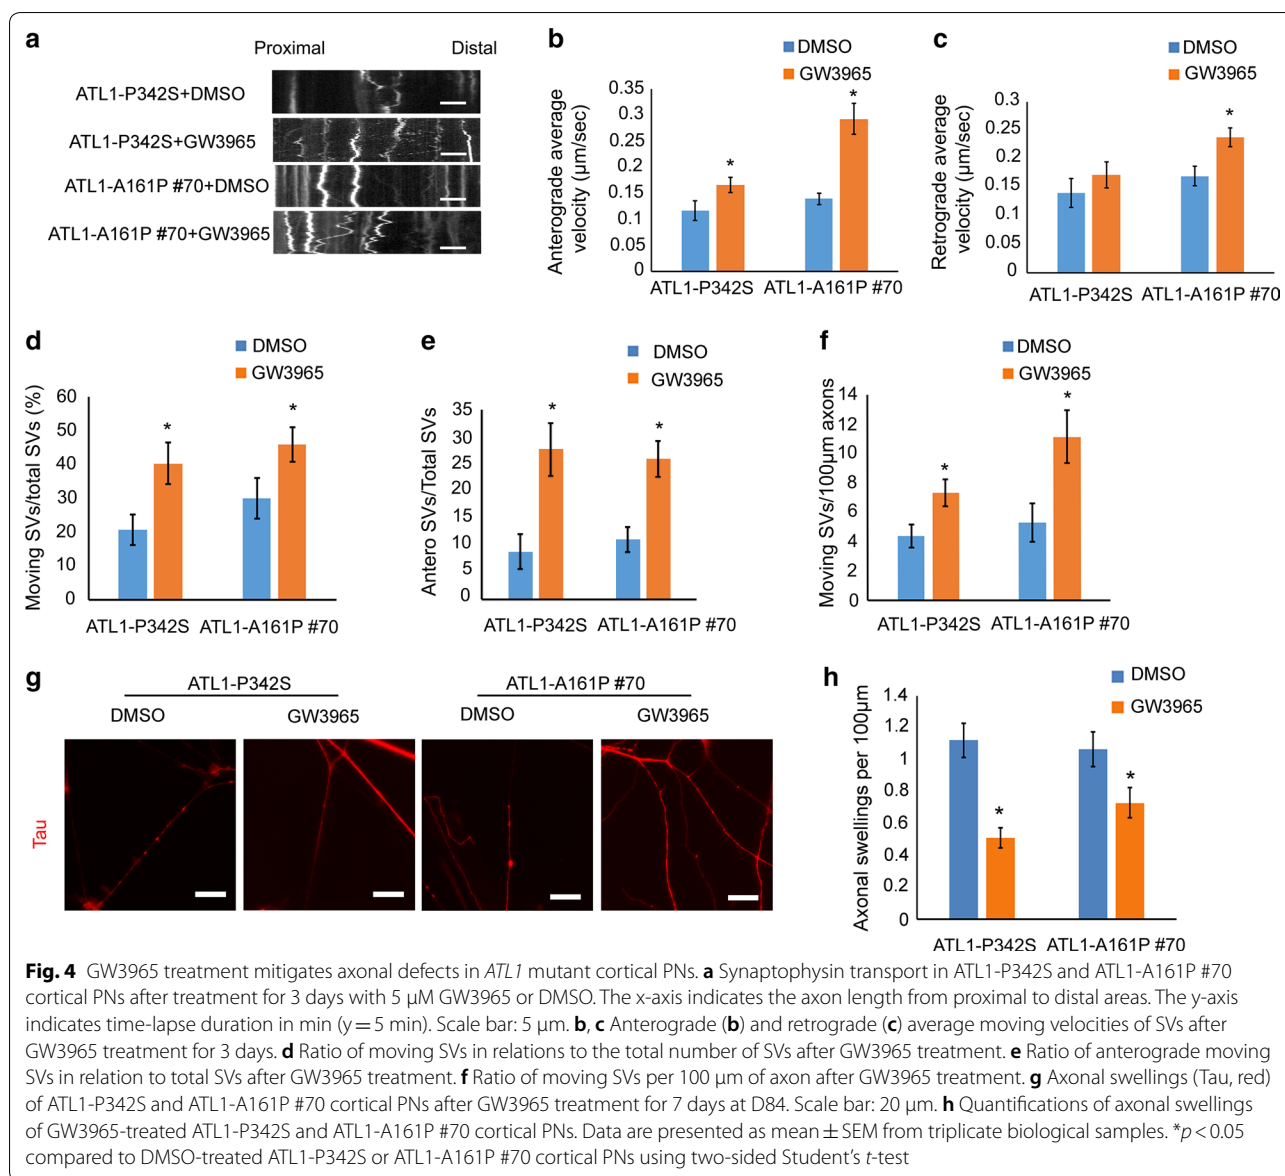 a
Proximal
Distal
ATL1-P342S+DMSO
ATL1-P342S+GW3965
ATL1-A161P #70+DMSO
ATL1-A161P #70+GW3965
b
DMSO
GW3965
Anterograde average
velocity (µm/sec)
0.35
0.3
0.25
0.2
0.15
0.1
0.05
0
*
*
ATL1-P342S
ATL1-A161P #70
c
DMSO
GW3965
Retrograde average
velocity (µm/sec)
0.3
0.25
0.2
0.15
0.1
0.05
0
*
ATL1-P342S
ATL1-A161P #70
d
DMSO
GW3965
Moving SVs/total SVs (%)
60
50
40
30
20
10
0
*
*
ATL1-P342S
ATL1-A161P #70
e
DMSO
GW3965
Antero SVs/Total SVs
35
30
25
20
15
10
5
0
*
*
ATL1-P342S
ATL1-A161P #70
f
DMSO
GW3965
Moving SVs/100µm axons
14
12
10
8
6
4
2
0
*
*
ATL1-P342S
ATL1-A161P #70
g
ATL1-P342S
ATL1-A161P #70
DMSO
GW3965
DMSO
GW3965
Tau
h
DMSO
GW3965
Axonal swellings per 100µm
1.4
1.2
1
0.8
0.6
0.4
0.2
0
*
*
ATL1-P342S
ATL1-A161P #70
Fig. 4 GW3965 treatment mitigates axonal defects in ATL1 mutant cortical PNs. a Synaptophysin transport in ATL1-P342S and ATL1-A161P #70
cortical PNs after treatment for 3 days with 5 µM GW3965 or DMSO. The x-axis indicates the axon length from proximal to distal areas. The y-axis
indicates time-lapse duration in min (y = 5 min). Scale bar: 5 µm. b, c Anterograde (b) and retrograde (c) average moving velocities of SVs after
GW3965 treatment for 3 days. d Ratio of moving SVs in relations to the total number of SVs after GW3965 treatment. e Ratio of anterograde moving
SVs in relation to total SVs after GW3965 treatment. f Ratio of moving SVs per 100 µm of axon after GW3965 treatment. g Axonal swellings (Tau, red)
of ATL1-P342S and ATL1-A161P #70 cortical PNs after GW3965 treatment for 7 days at D84. Scale bar: 20 µm. h Quantifications of axonal swellings
of GW3965-treated ATL1-P342S and ATL1-A161P #70 cortical PNs. Data are presented as mean ± SEM from triplicate biological samples. *p < 0.05
compared to DMSO-treated ATL1-P342S or ATL1-A161P #70 cortical PNs using two-sided Student's t-test